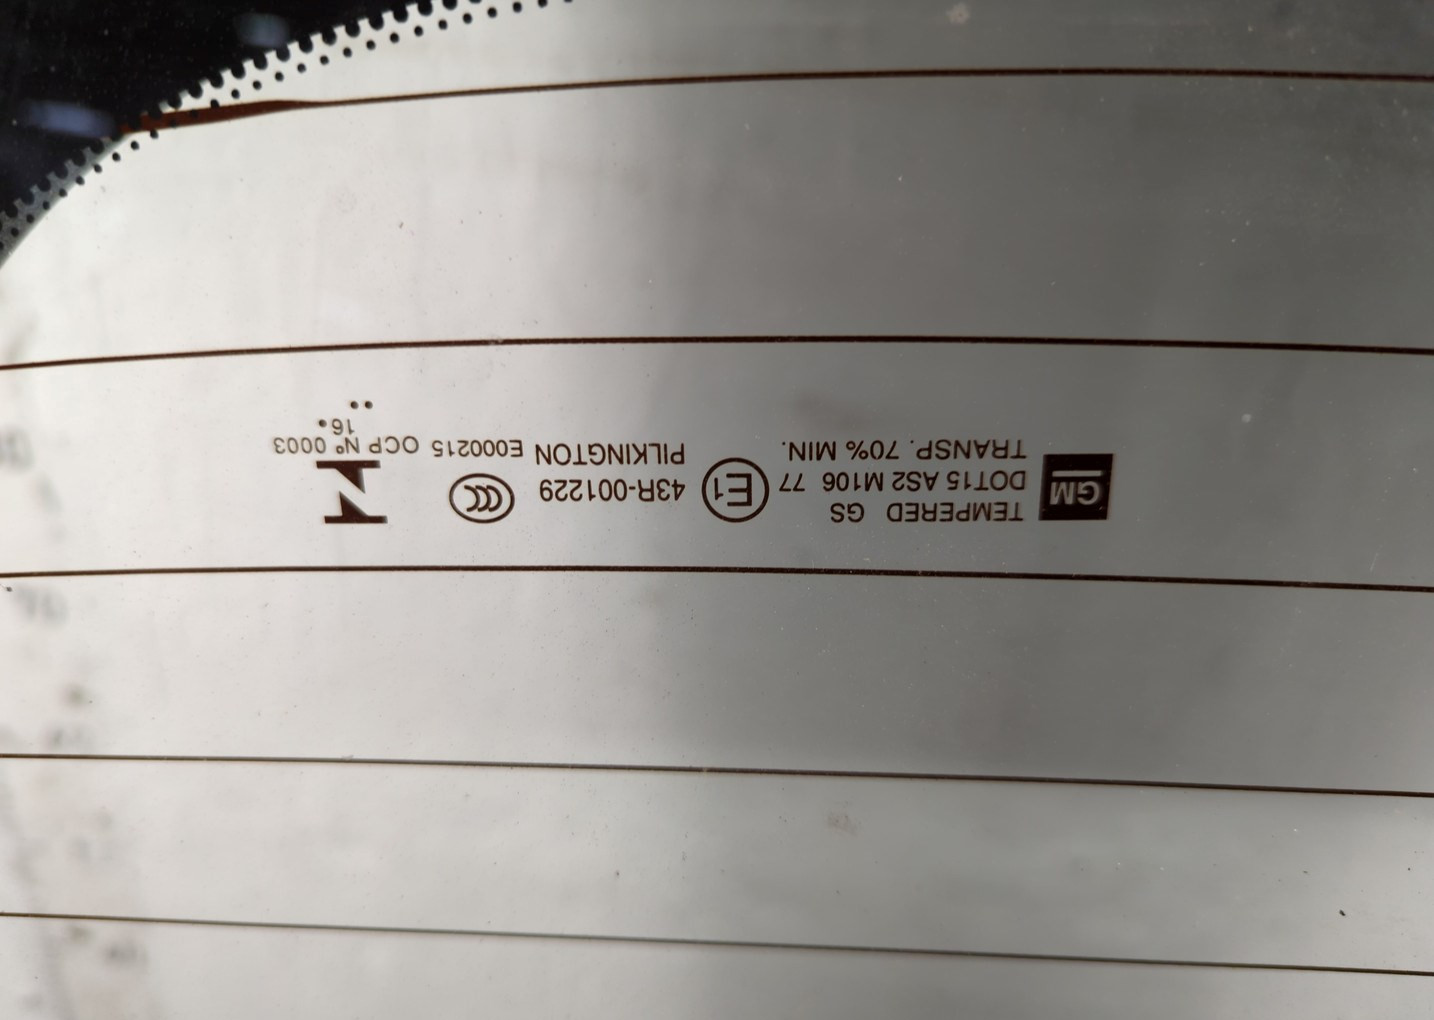 GM
TEMPERED GS
DOT15 AS2 M106 77
TRANSP. 70% MIN.
E1
43R-001229
PILKINGTON
CCC
E000215
OCP Nº 0003
16